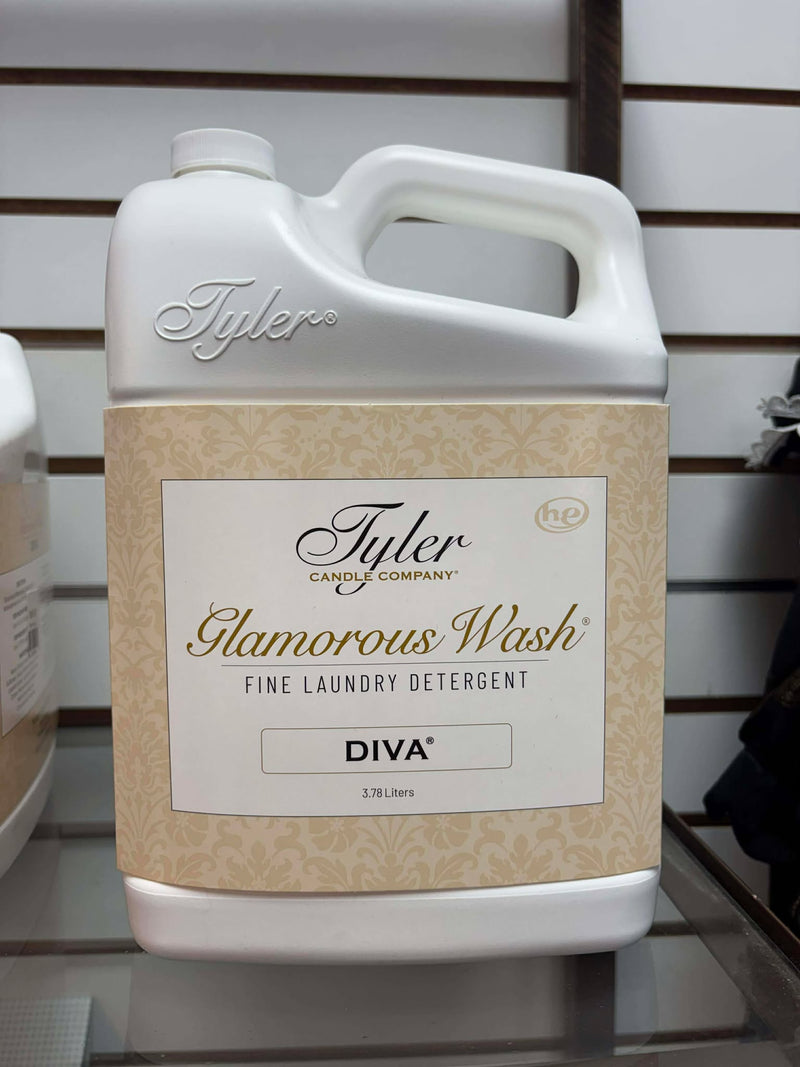 Tyler®
Tyler
CANDLE COMPANY®
he
Glamorous Wash®
FINE LAUNDRY DETERGENT
DIVA®
3.78 Liters